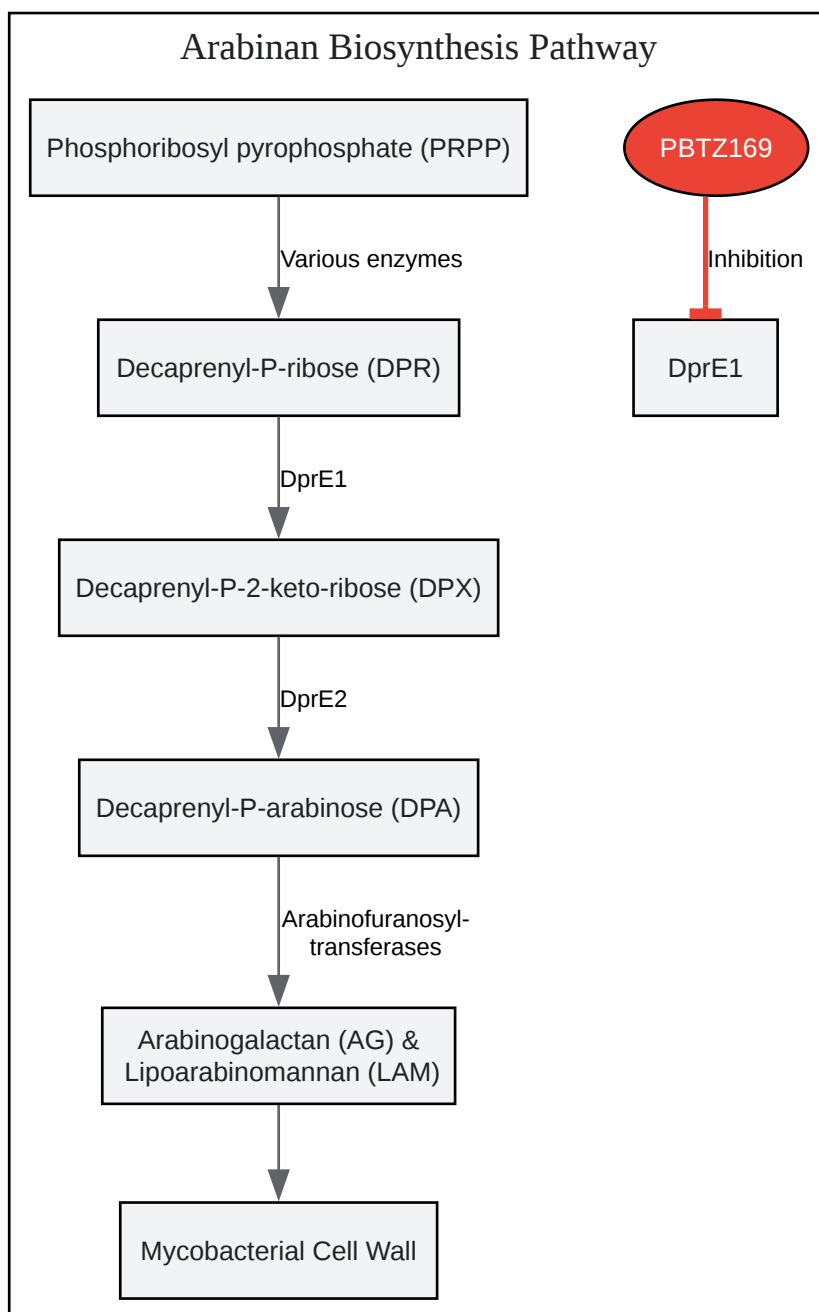 Arabinan Biosynthesis Pathway
Phosphoribosyl pyrophosphate (PRPP)
PBTZ169
Various enzymes
Inhibition
Decaprenyl-P-ribose (DPR)
DprE1
DprE1
Decaprenyl-P-2-keto-ribose (DPX)
DprE2
Decaprenyl-P-arabinose (DPA)
Arabinofuranosyl-
transferases
Arabinogalactan (AG) &
Lipoarabinomannan (LAM)
Mycobacterial Cell Wall